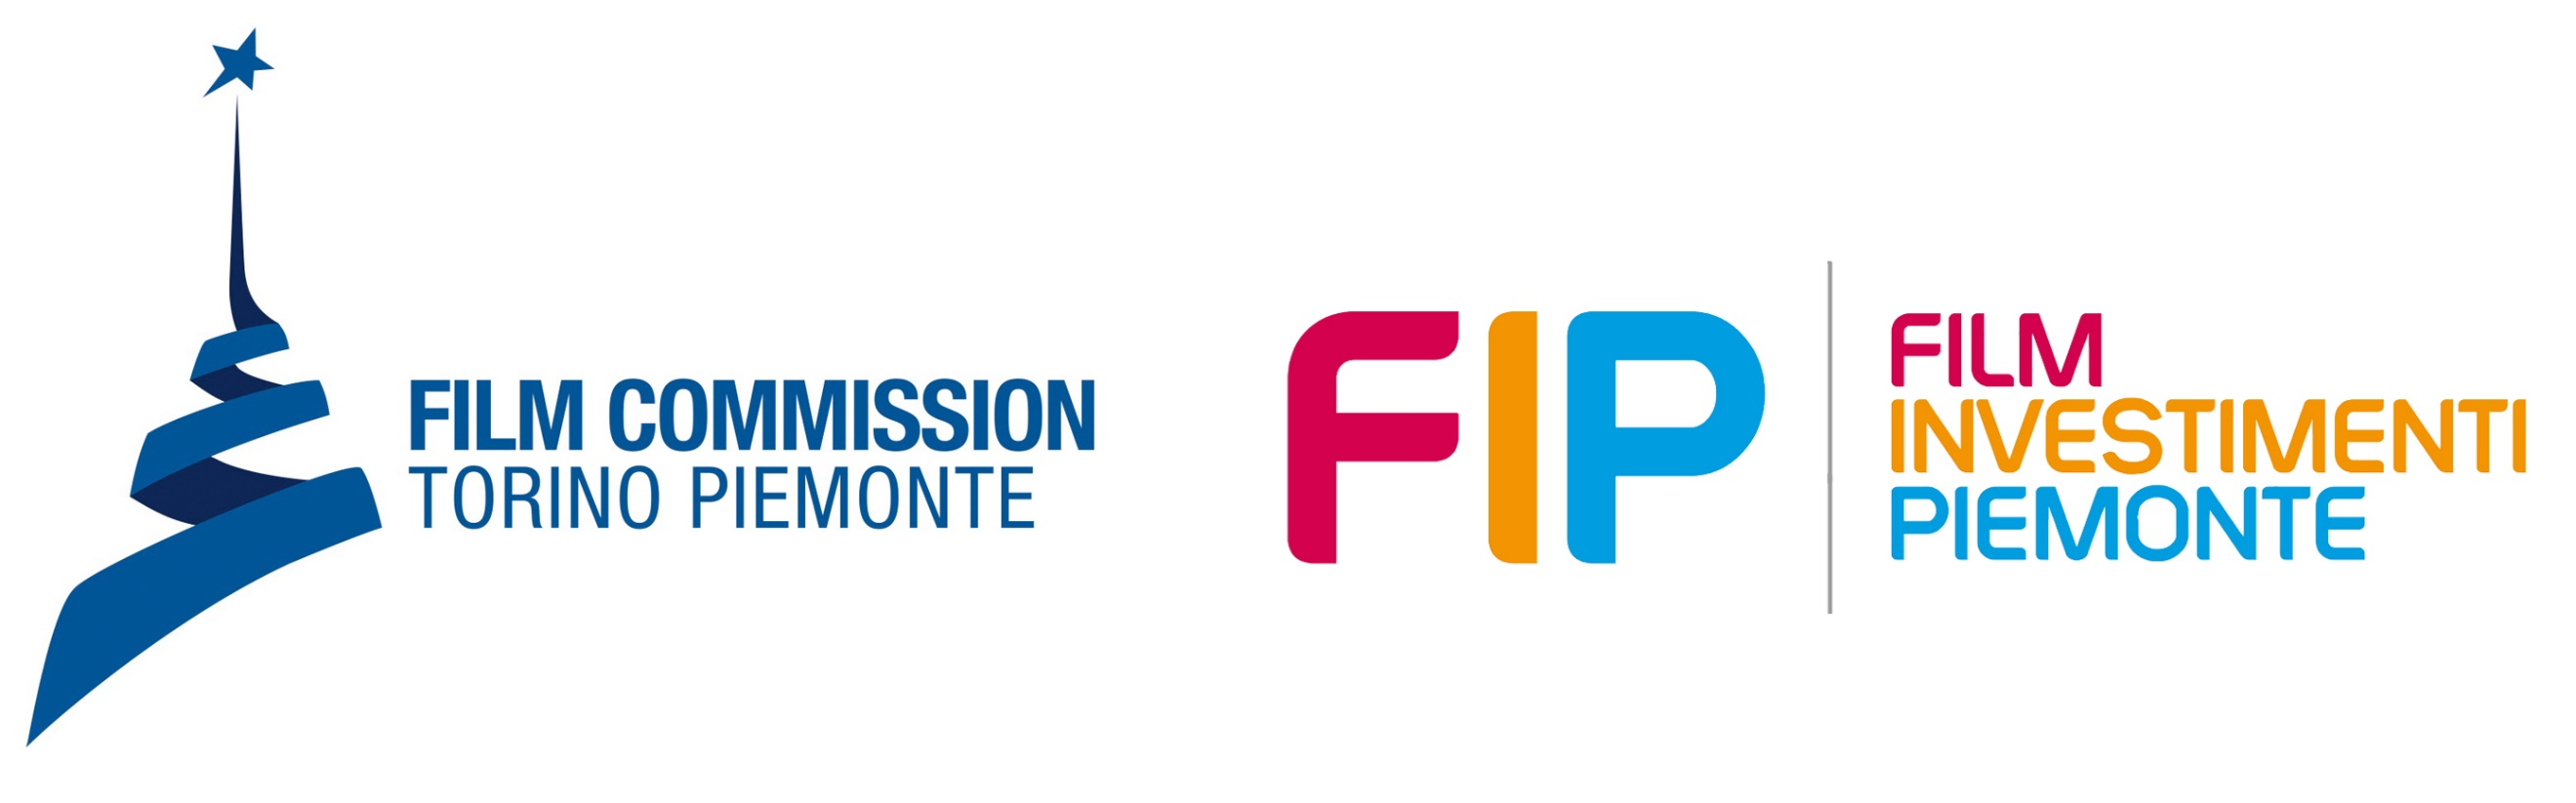 FILM COMMISSION
TORINO PIEMONTE
FIP
FILM
INVESTIMENTI
PIEMONTE